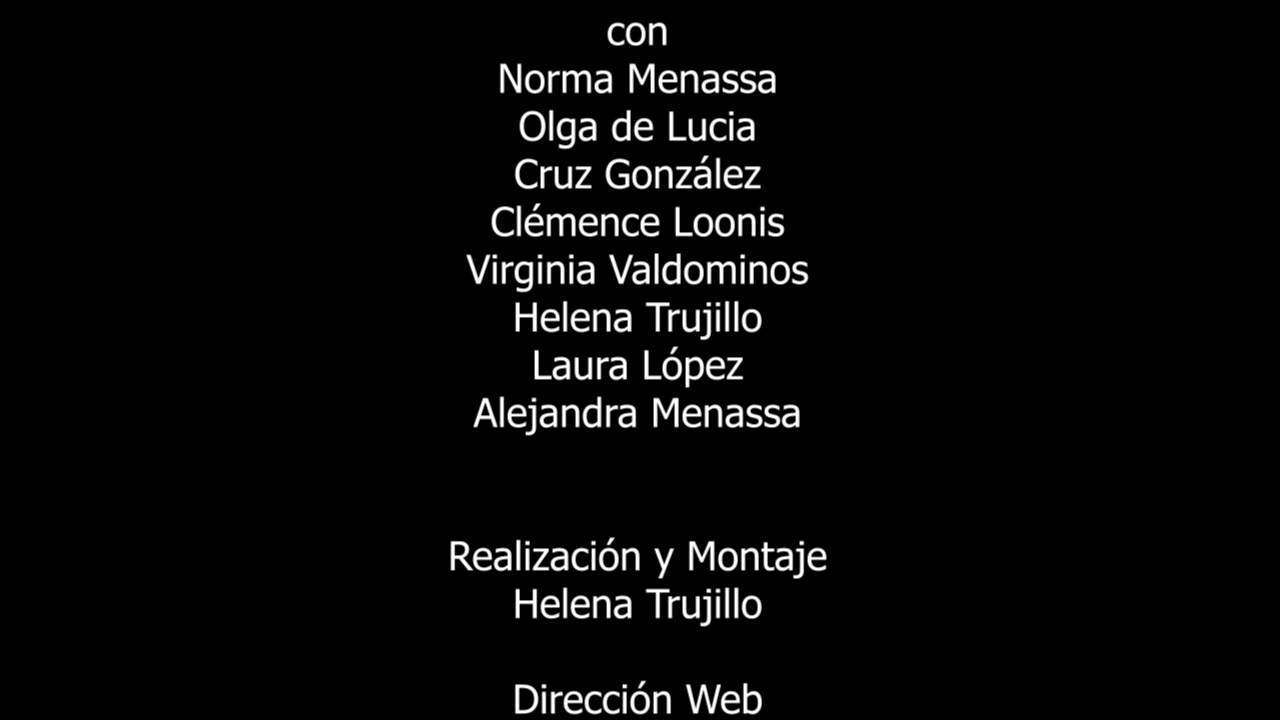 con
Norma Menassa
Olga de Lucia
Cruz González
Clémence Loonis
Virginia Valdominos
Helena Trujillo
Laura López
Alejandra Menassa
Realización y Montaje
Helena Trujillo
Dirección Web